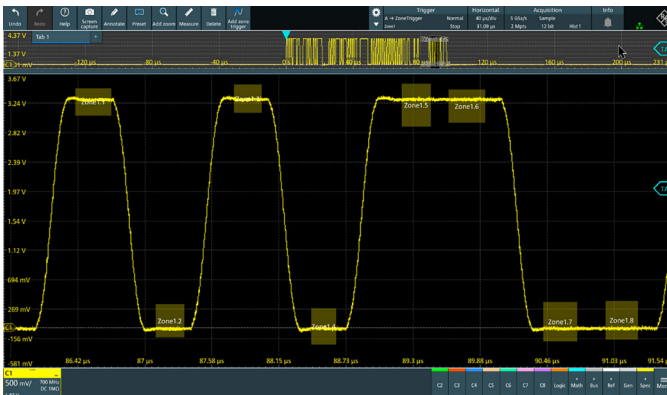 Undo Redo Help Screen capture Annotate Preset Add zoom Measure Delete Add zone trigger
Trigger Horizontal Acquisition Info
A → ZoneTrigger Normal 40 µs/div 5 GSa/s Sample
Stop 31.09 µs 2 Mpts 12 bit
4.37 V Tab 1 +
1.37 V
C1
-120 µs -80 µs -40 µs 0 s 40 µs 80 µs 120 µs 160 µs 200 µs
3.67 V
3.24 V Zone1.1 Zone1.3 Zone1.5 Zone1.6
2.82 V
2.39 V
1.97 V
1.54 V
1.12 V
694 mV
269 mV Zone1.2 Zone1.4 Zone1.7 Zone1.8
C1
-156 mV
-581 mV 86.42 µs 87 µs 87.58 µs 88.15 µs 88.73 µs 89.3 µs 89.88 µs 90.46 µs 91.03 µs 91.54
C1
500 mV/ 700 MHz
DC 1MΩ
C2 C3 C4 C5 C6 C7 C8 Logic Math Bus Ref Gen Spec